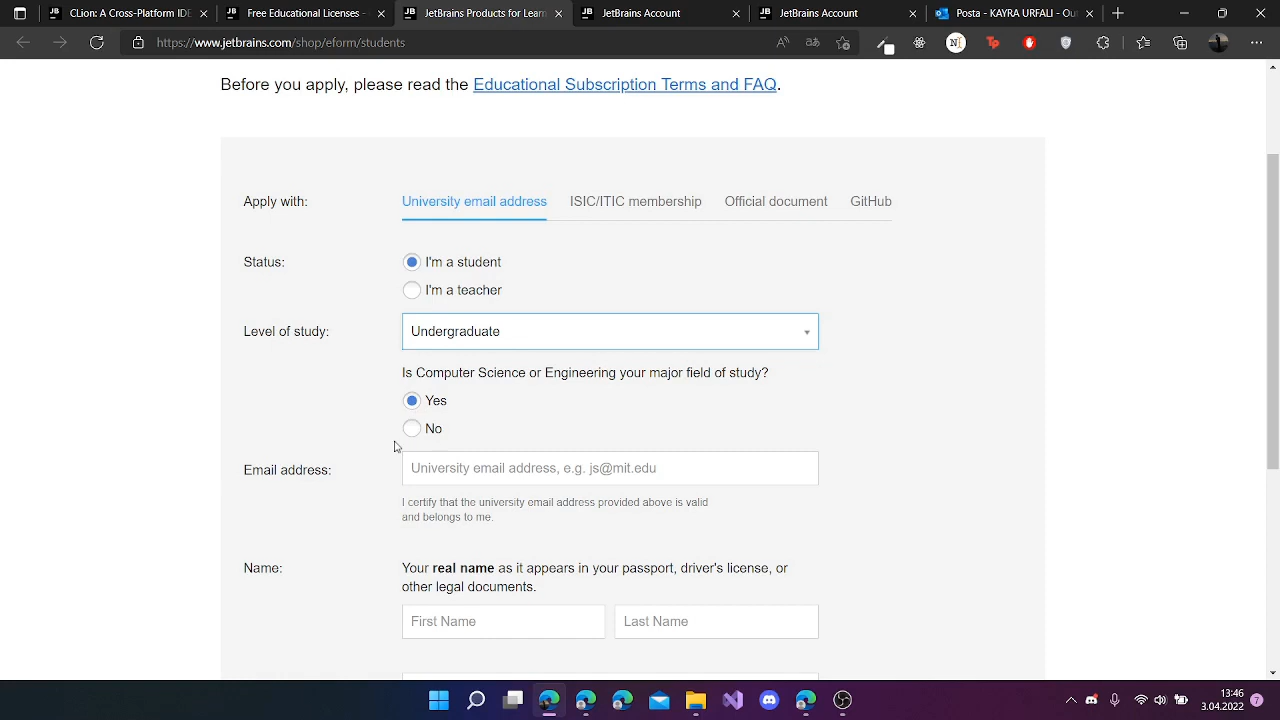 CLion: A Cross-Platform IDE
Free Educational Licenses -
JetBrains Products for Learn
JetBrains Account
JetBrains Account
Posta - KAYRA URFALI - Out
https://www.jetbrains.com/shop/eform/students
Before you apply, please read the Educational Subscription Terms and FAQ.
Apply with:
University email address
ISIC/ITIC membership
Official document
GitHub
Status:
I'm a student
I'm a teacher
Level of study:
Undergraduate
Is Computer Science or Engineering your major field of study?
Yes
No
Email address:
University email address, e.g. js@mit.edu
I certify that the university email address provided above is valid
and belongs to me.
Name:
Your real name as it appears in your passport, driver's license, or
other legal documents.
First Name
Last Name
13:46
3.04.2022
7